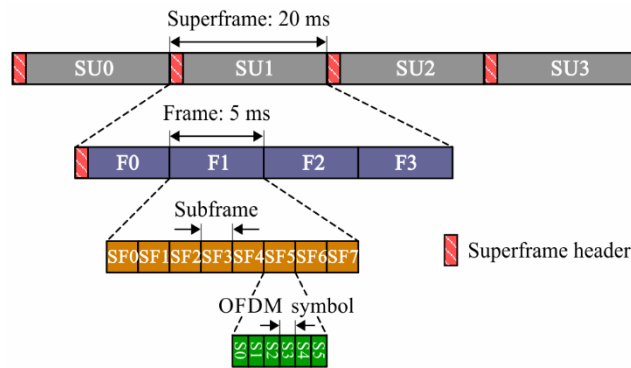 Superframe: 20 ms
SU0 SU1 SU2 SU3
Frame: 5 ms
F0 F1 F2 F3
Subframe
SF0 SF1 SF2 SF3 SF4 SF5 SF6 SF7
Superframe header
OFDM symbol
S0 S1 S2 S3 S4 S5